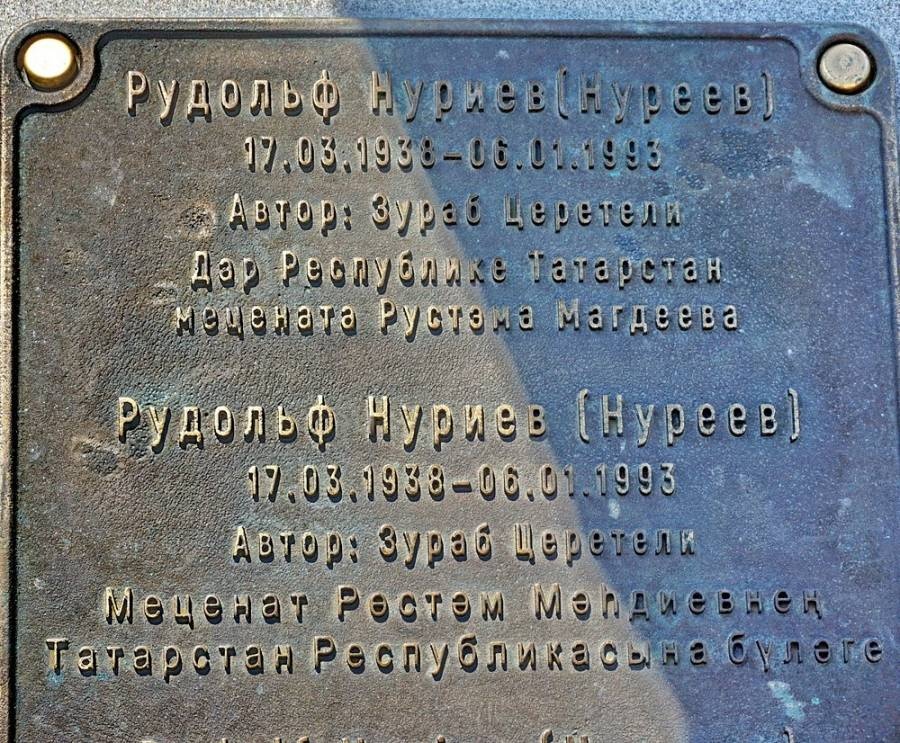 Рудольф Нуриев(Нуреев)
17.03.1938–06.01.1993
Автор: Зураб Церетели
Дар Республике Татарстан
мецената Рустэма Магдеева
Рудольф Нуриев (Нуреев)
17.03.1938–06.01.1993
Автор: Зураб Церетели
Меценат Рөстәм Мәһдиевнең
Татарстан Республикасына бүләге